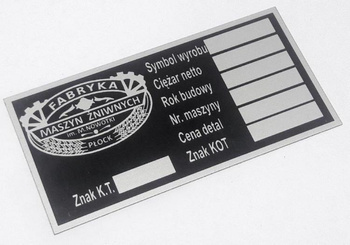 FABRYKA
MASZYN ŻNIWNYCH
im. M. NOWOTKI
PŁOCK
Znak K.T.
Symbol wyrobu
Ciężar netto
Rok budowy
Nr. maszyny
Cena detal
Znak KOT